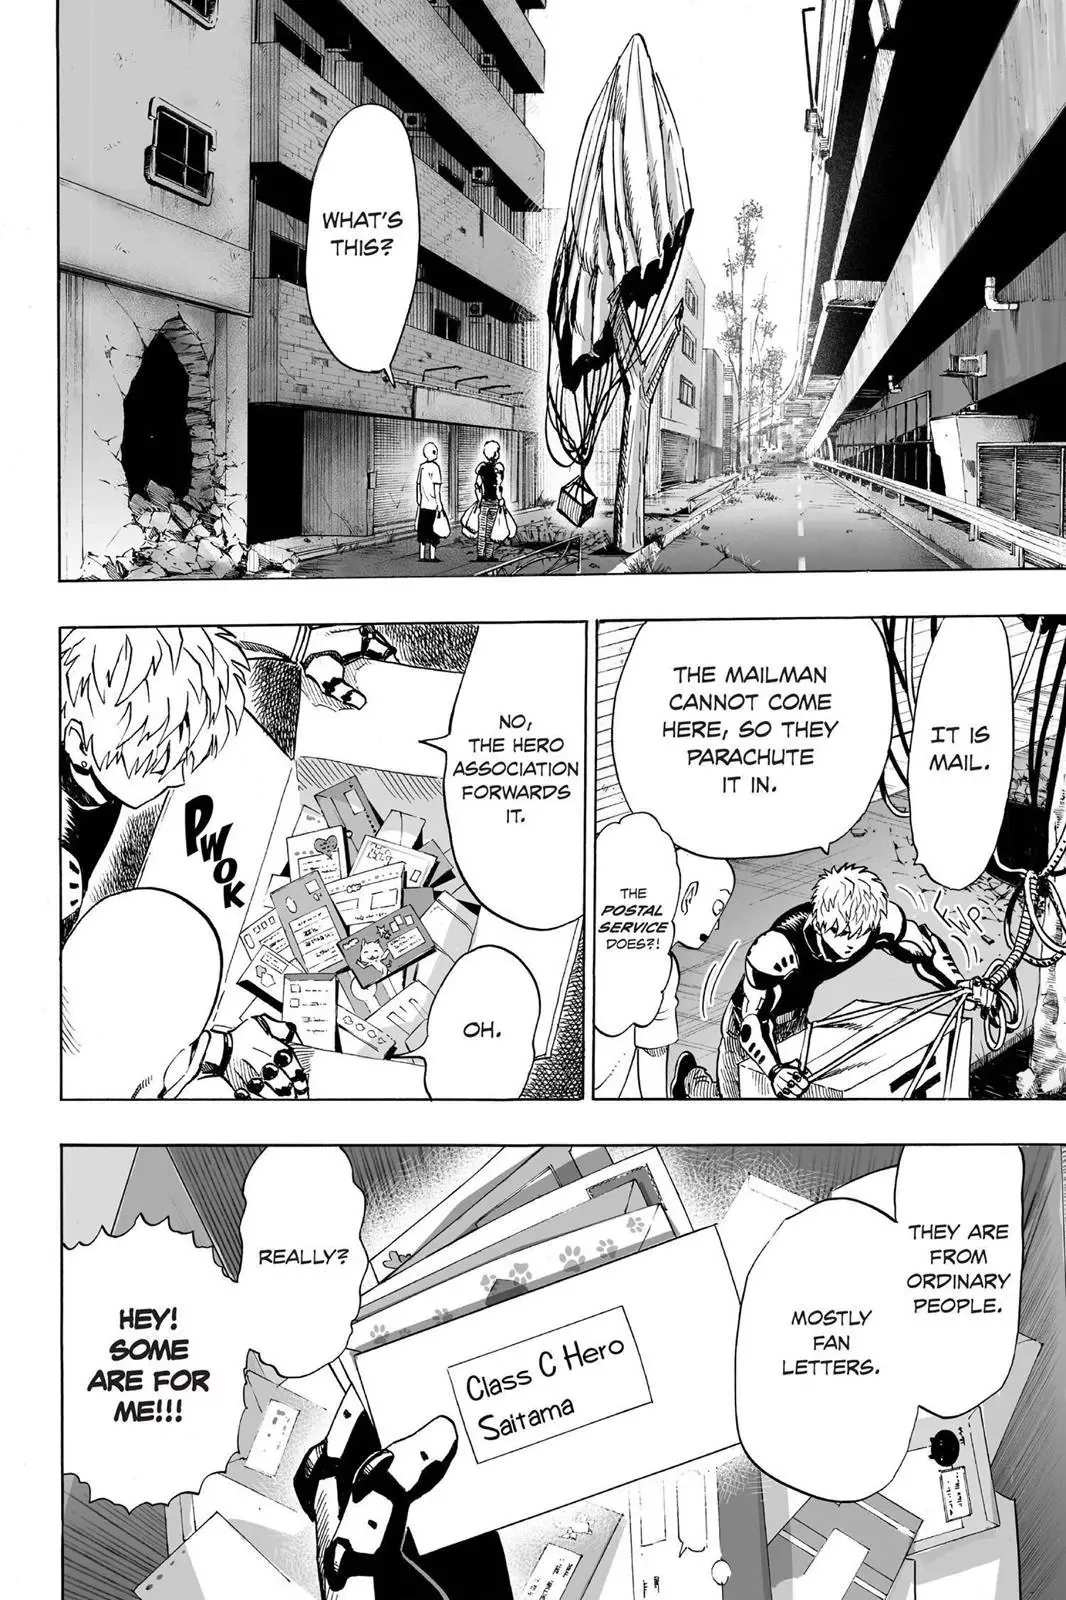 WHAT'S
THIS?
IT IS
MAIL.
THE MAILMAN
CANNOT COME
HERE, SO THEY
PARACHUTE
IT IN.
FWP
THE
POSTAL
SERVICE
DOES?!
NO,
THE HERO
ASSOCIATION
FORWARDS
IT.
PWOK
OH.
THEY ARE
FROM
ORDINARY
PEOPLE.
MOSTLY
FAN
LETTERS.
Class C Hero
Saitama
REALLY?
HEY!
SOME
ARE FOR
ME!!!